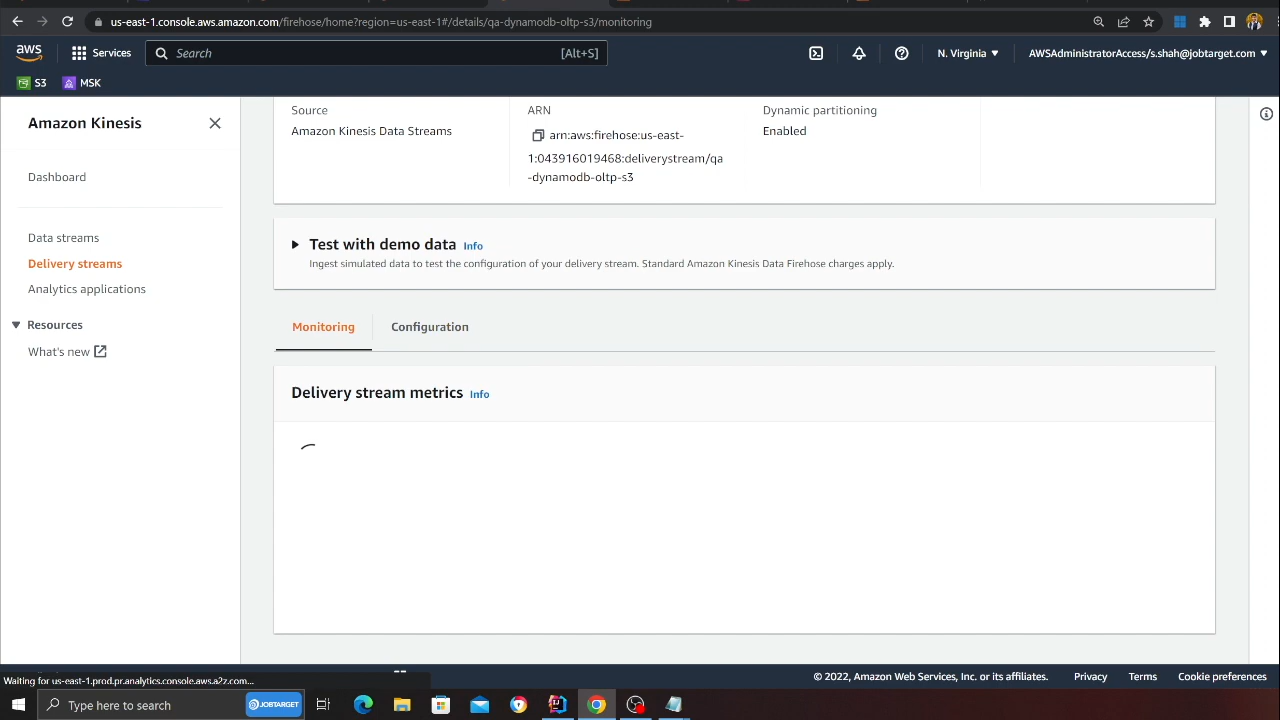 us-east-1.console.aws.amazon.com/firehose/home?region=us-east-1#/details/qa-dynamodb-oltp-s3/monitoring
aws Services Search [Alt+S] N. Virginia AWSAdministratorAccess/s.shah@jobtarget.com
S3 MSK
Amazon Kinesis
Dashboard
Data streams
Delivery streams
Analytics applications
Resources
What's new
Source
Amazon Kinesis Data Streams
ARN
arn:aws:firehose:us-east-
1:043916019468:deliverystream/qa
-dynamodb-oltp-s3
Dynamic partitioning
Enabled
Test with demo data Info
Ingest simulated data to test the configuration of your delivery stream. Standard Amazon Kinesis Data Firehose charges apply.
Monitoring Configuration
Delivery stream metrics Info
Waiting for us-east-1.prod.pr.analytics.console.aws.a2z.com...
© 2022, Amazon Web Services, Inc. or its affiliates. Privacy Terms Cookie preferences
Type here to search JOBTARGET